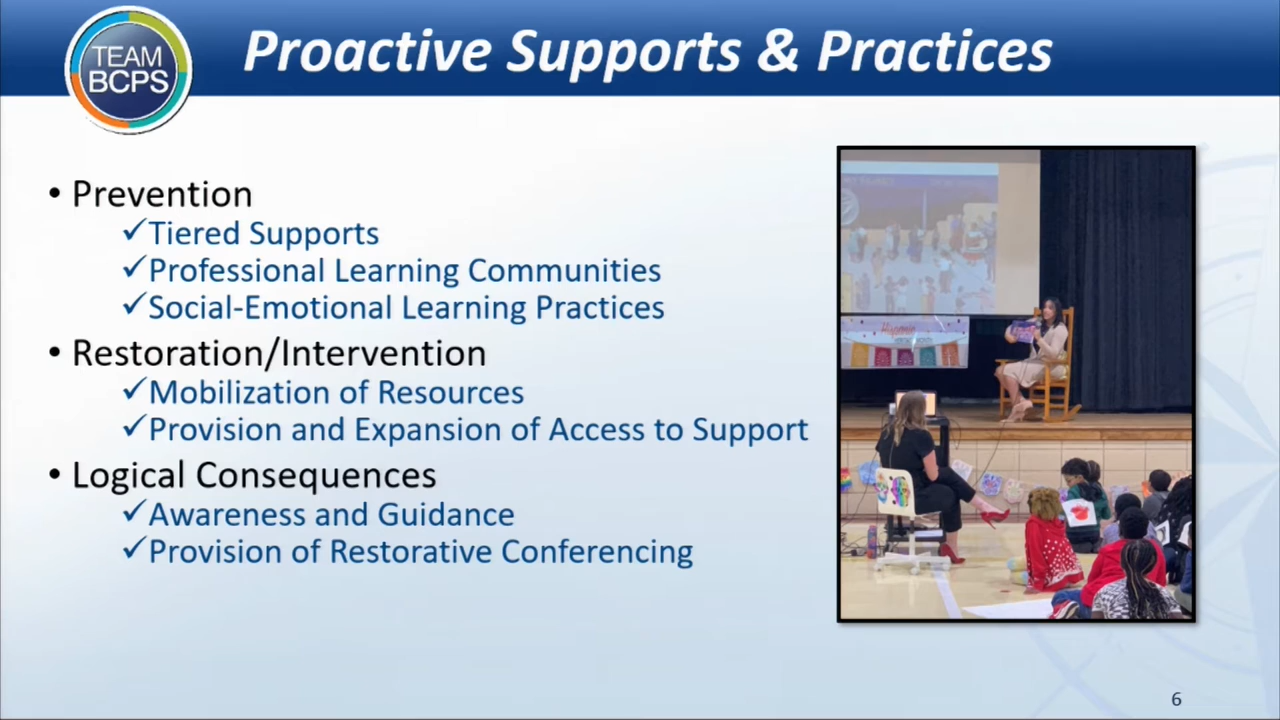 TEAM
BCPS
Proactive Supports & Practices
• Prevention
✓Tiered Supports
✓Professional Learning Communities
✓Social-Emotional Learning Practices
• Restoration/Intervention
✓Mobilization of Resources
✓Provision and Expansion of Access to Support
• Logical Consequences
✓Awareness and Guidance
✓Provision of Restorative Conferencing
Hispanic
6